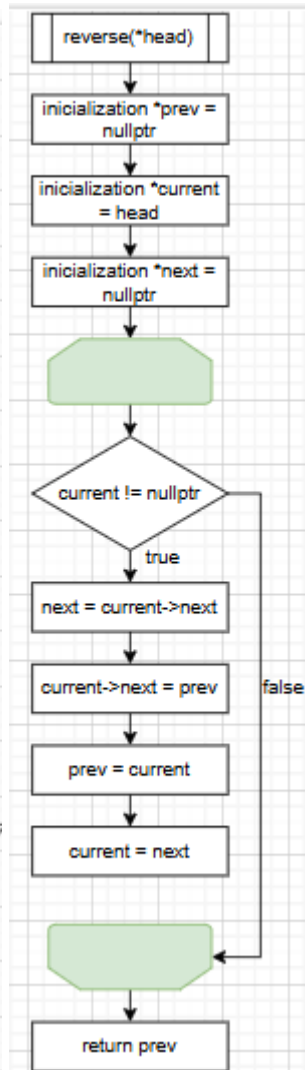 reverse(*head)
inicialization *prev =
nullptr
inicialization *current
= head
inicialization *next =
nullptr
current != nullptr
true
next = current->next
current->next = prev
false
prev = current
current = next
return prev